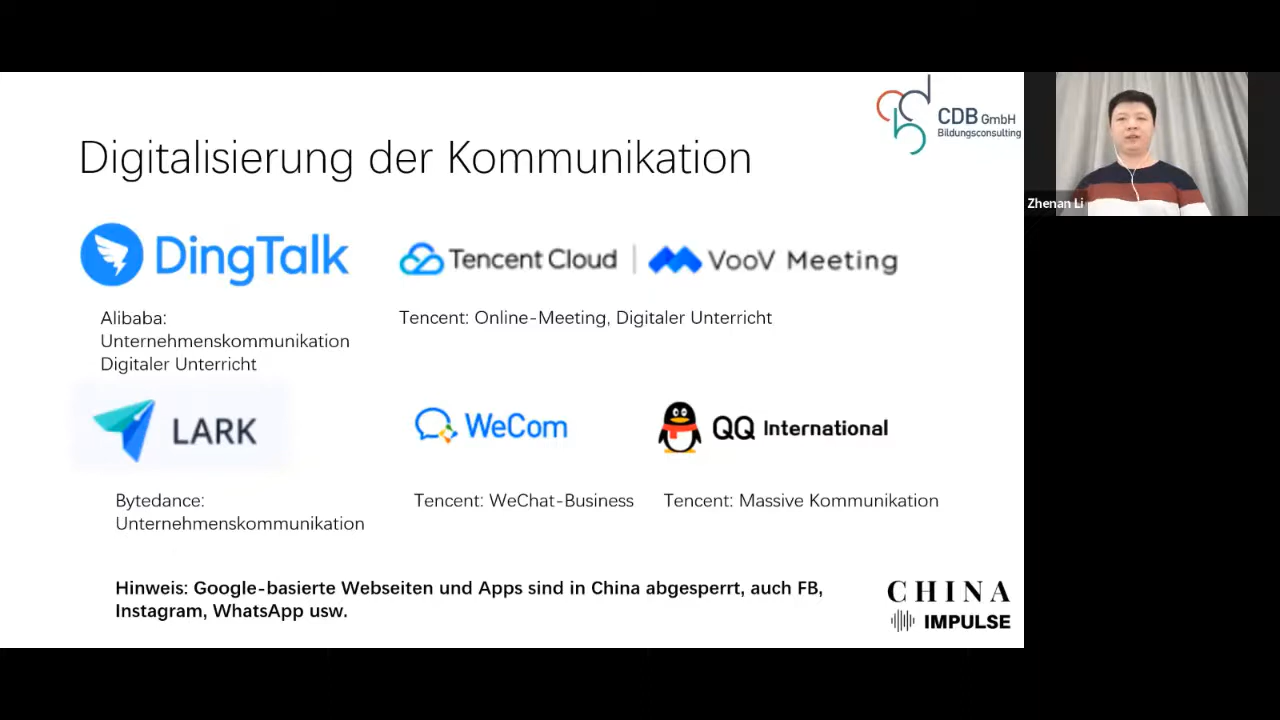 CDB GmbH
Bildungsconsulting
Zhenan Li
Digitalisierung der Kommunikation
DingTalk
Tencent Cloud | VooV Meeting
Alibaba:
Unternehmenskommunikation
Digitaler Unterricht
Tencent: Online-Meeting, Digitaler Unterricht
LARK
WeCom
QQ International
Bytedance:
Unternehmenskommunikation
Tencent: WeChat-Business
Tencent: Massive Kommunikation
Hinweis: Google-basierte Webseiten und Apps sind in China abgesperrt, auch FB,
Instagram, WhatsApp usw.
CHINA
IMPULSE